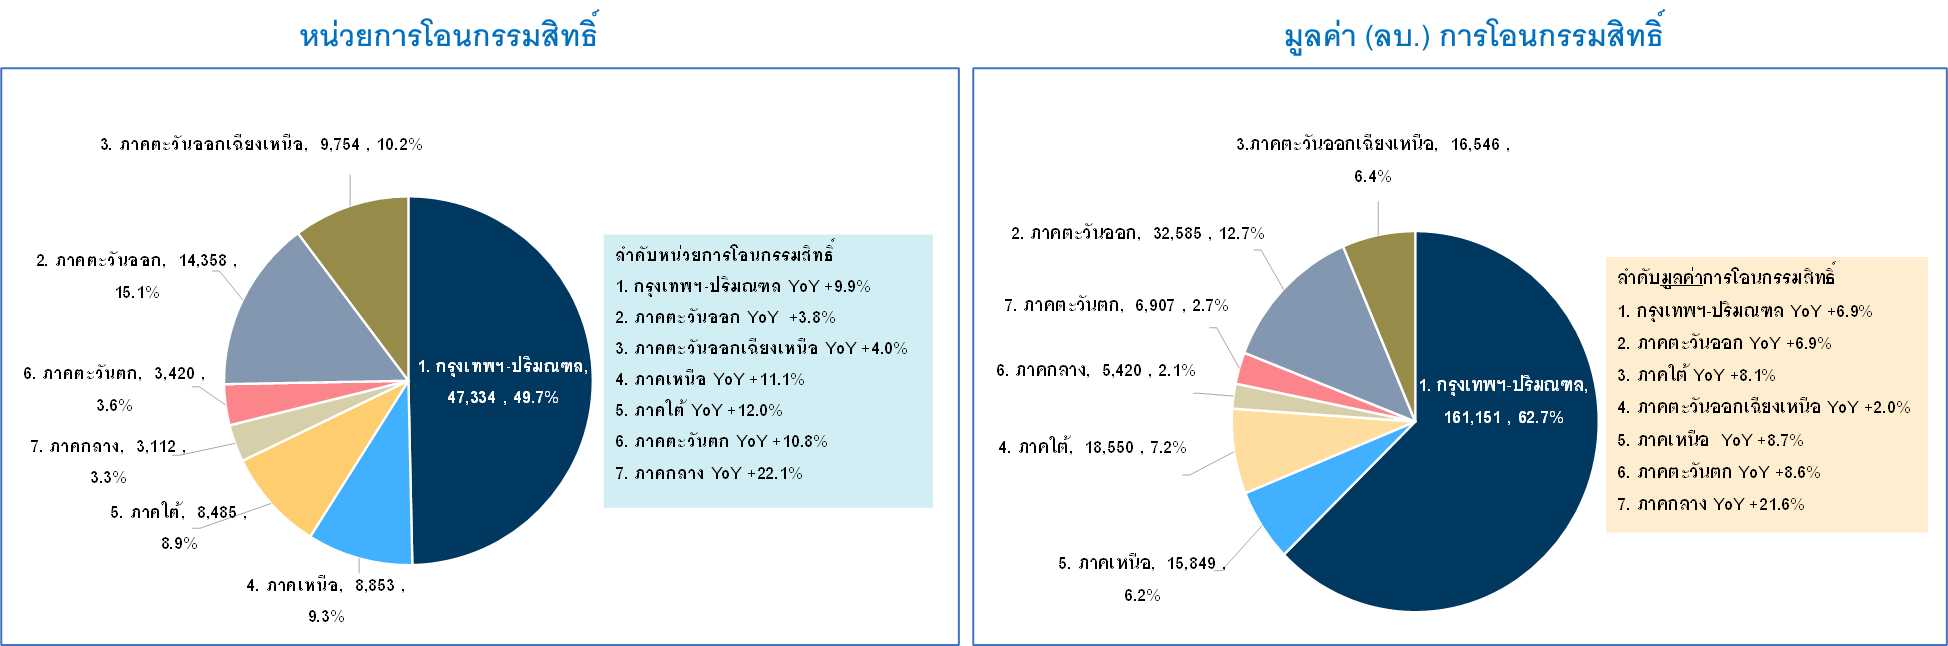 หน่วยการโอนกรรมสิทธิ์
3. ภาคตะวันออกเฉียงเหนือ, 9,754 , 10.2%
2. ภาคตะวันออก, 14,358 ,
15.1%
6. ภาคตะวันตก, 3,420 ,
3.6%
7. ภาคกลาง, 3,112 ,
3.3%
5. ภาคใต้, 8,485 ,
8.9%
4. ภาคเหนือ, 8,853 ,
9.3%
1. กรุงเทพฯ-ปริมณฑล,
47,334 , 49.7%
ลำดับหน่วยการโอนกรรมสิทธิ์
1. กรุงเทพฯ-ปริมณฑล YoY +9.9%
2. ภาคตะวันออก YoY +3.8%
3. ภาคตะวันออกเฉียงเหนือ YoY +4.0%
4. ภาคเหนือ YoY +11.1%
5. ภาคใต้ YoY +12.0%
6. ภาคตะวันตก YoY +10.8%
7. ภาคกลาง YoY +22.1%
มูลค่า (ลบ.) การโอนกรรมสิทธิ์
3.ภาคตะวันออกเฉียงเหนือ, 16,546 ,
6.4%
2. ภาคตะวันออก, 32,585 , 12.7%
7. ภาคตะวันตก, 6,907 , 2.7%
6. ภาคกลาง, 5,420 , 2.1%
4. ภาคใต้, 18,550 , 7.2%
5. ภาคเหนือ, 15,849 ,
6.2%
1. กรุงเทพฯ-ปริมณฑล,
161,151 , 62.7%
ลำดับมูลค่าการโอนกรรมสิทธิ์
1. กรุงเทพฯ-ปริมณฑล YoY +6.9%
2. ภาคตะวันออก YoY +6.9%
3. ภาคใต้ YoY +8.1%
4. ภาคตะวันออกเฉียงเหนือ YoY +2.0%
5. ภาคเหนือ YoY +8.7%
6. ภาคตะวันตก YoY +8.6%
7. ภาคกลาง YoY +21.6%